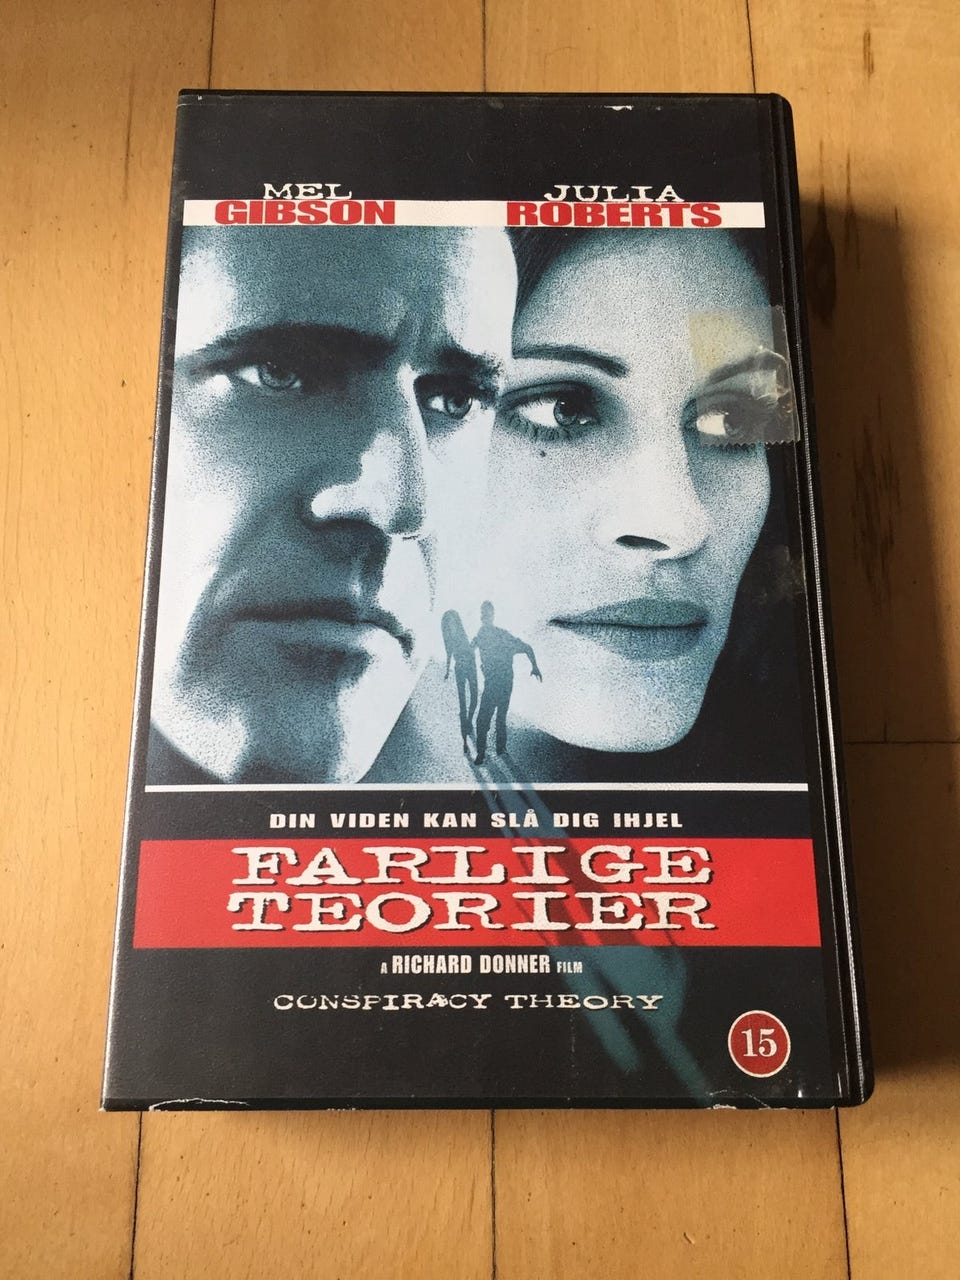 MEL
GIBSON
JULIA
ROBERTS
DIN VIDEN KAN SLÅ DIG IHJEL
FARLIGE
TEORIER
A RICHARD DONNER FILM
CONSPIRACY THEORY
15